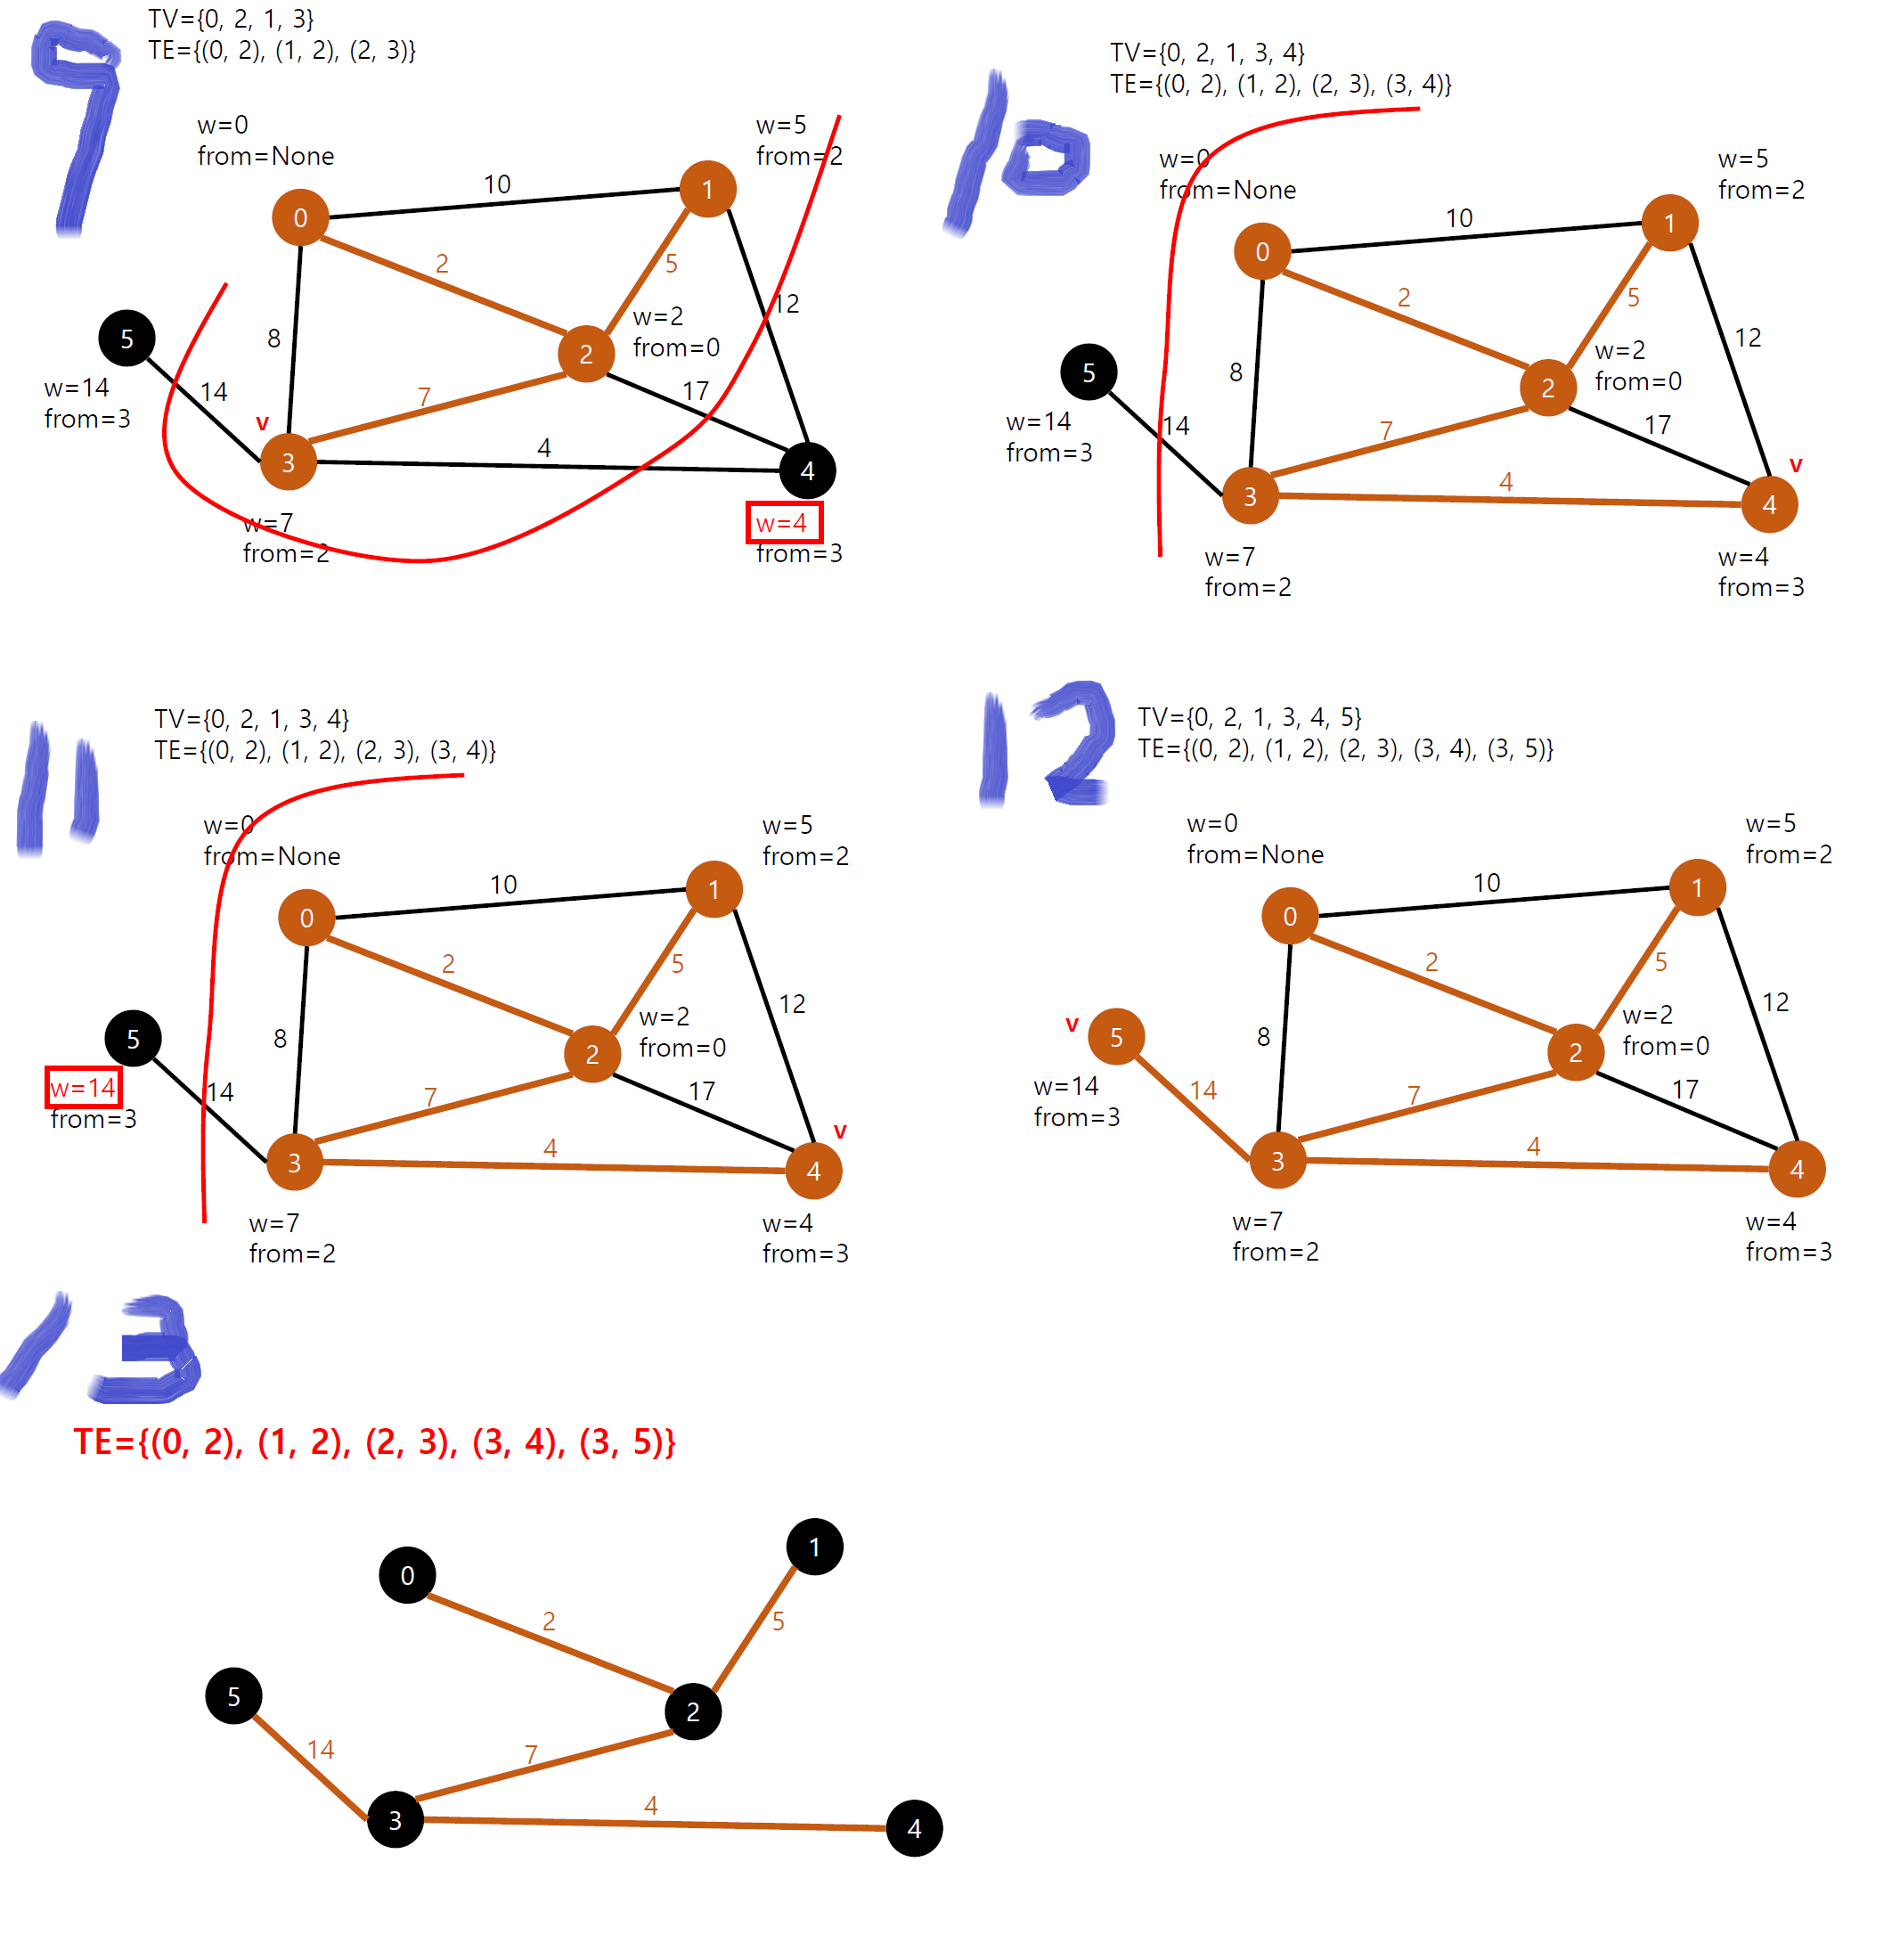 9
TV={0, 2, 1, 3}
TE={(0, 2), (1, 2), (2, 3)}
w=0
from=None
w=5
from=2
10
1
0
2
5
12
w=2
from=0
8
2
5
17
w=14
from=3
14
7
v
4
3
4
w=7
from=2
w=4
from=3
10
TV={0, 2, 1, 3, 4}
TE={(0, 2), (1, 2), (2, 3), (3, 4)}
w=0
from=None
w=5
from=2
10
1
0
2
5
12
w=2
from=0
8
5
2
w=14
from=3
14
7
17
v
4
3
4
w=7
from=2
w=4
from=3
11
TV={0, 2, 1, 3, 4}
TE={(0, 2), (1, 2), (2, 3), (3, 4)}
w=0
from=None
w=5
from=2
10
1
0
2
5
12
w=2
from=0
8
5
2
w=14
from=3
14
7
17
v
4
3
4
w=7
from=2
w=4
from=3
12
TV={0, 2, 1, 3, 4, 5}
TE={(0, 2), (1, 2), (2, 3), (3, 4), (3, 5)}
w=0
from=None
w=5
from=2
10
1
0
2
5
12
w=2
from=0
v
5
8
2
w=14
from=3
14
7
17
4
3
4
w=7
from=2
w=4
from=3
13
TE={(0, 2), (1, 2), (2, 3), (3, 4), (3, 5)}
1
0
2
5
5
2
14
7
4
3
4